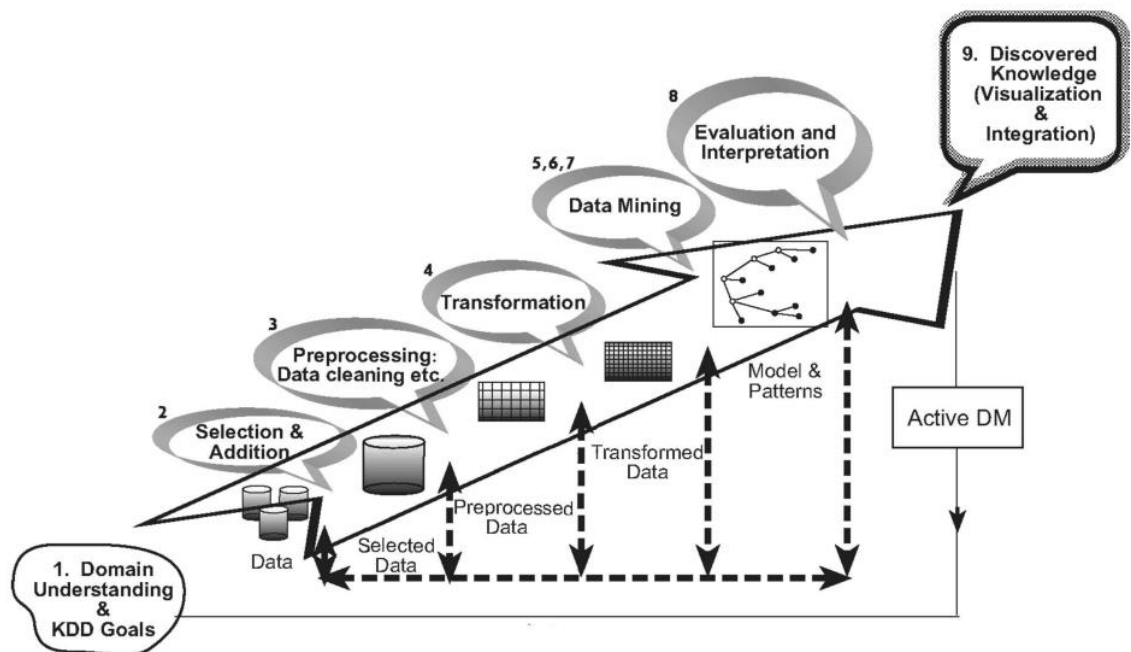 1. Domain
Understanding
&
KDD Goals
2
Selection &
Addition
3
Preprocessing:
Data cleaning etc.
4
Transformation
5,6,7
Data Mining
8
Evaluation and
Interpretation
9. Discovered
Knowledge
(Visualization
&
Integration)
Data
Selected
Data
Preprocessed
Data
Transformed
Data
Model &
Patterns
Active DM